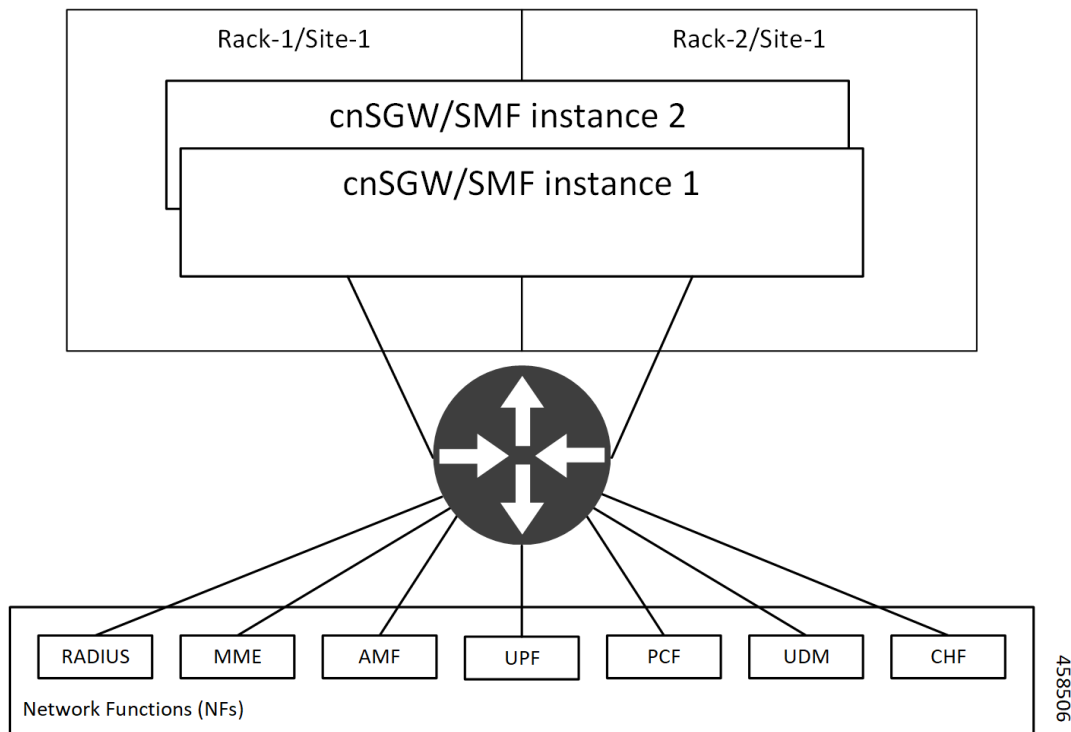 Rack-1/Site-1
Rack-2/Site-1
cnSGW/SMF instance 2
cnSGW/SMF instance 1
RADIUS
MME
AMF
UPF
PCF
UDM
CHF
Network Functions (NFs)
458506